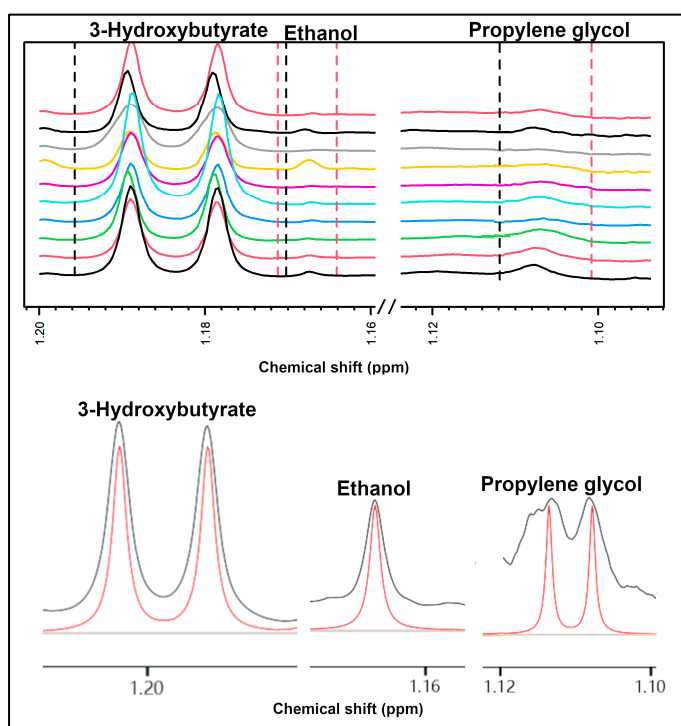 3-Hydroxybutyrate Ethanol Propylene glycol
1.20 1.18 1.16 // 1.12 1.10
Chemical shift (ppm)
3-Hydroxybutyrate
Ethanol Propylene glycol
1.20 1.16 1.12 1.10
Chemical shift (ppm)